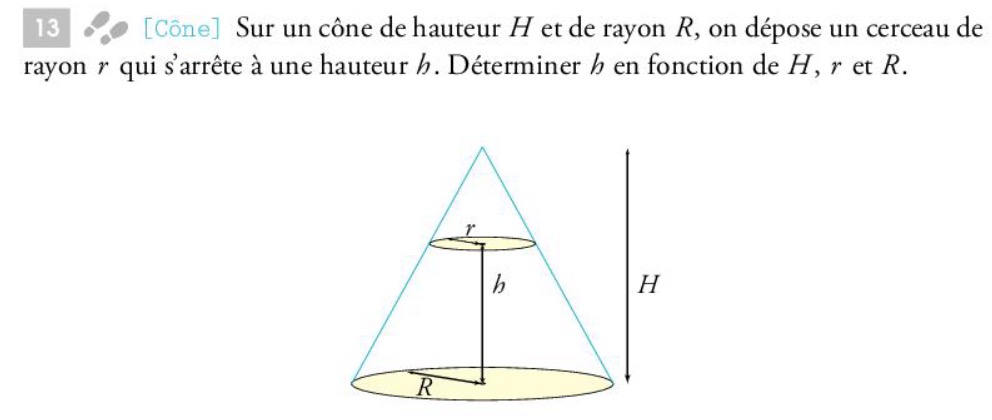 13 [Cône] Sur un cône de hauteur H et de rayon R, on dépose un cerceau de
rayon r qui s'arrête à une hauteur h. Déterminer h en fonction de H, r et R.
r
h
H
R